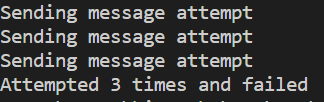 Sending message attempt
Sending message attempt
Sending message attempt
Attempted 3 times and failed